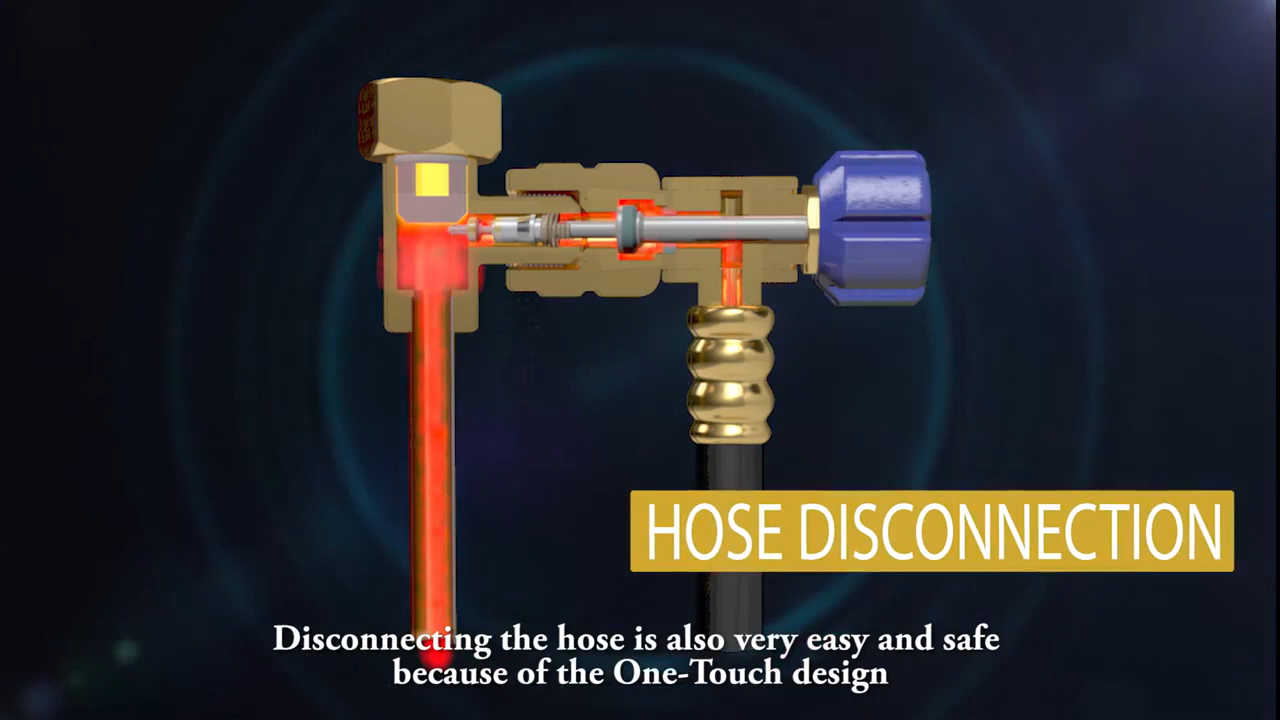 HOSE DISCONNECTION
Disconnecting the hose is also very easy and safe
because of the One-Touch design